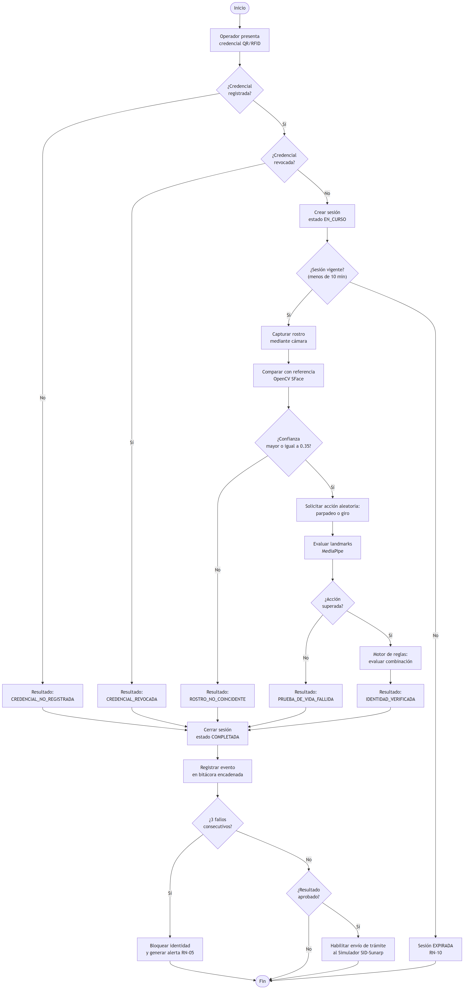 Inicio
Operador presenta
credencial QR/RFID
¿Credencial
registrada?
Sí
¿Credencial
revocada?
No
Crear sesión
estado EN_CURSO
¿Sesión vigente?
(menos de 10 min)
Sí
Capturar rostro
mediante cámara
Comparar con referencia
OpenCV SFace
No
¿Confianza
mayor o igual a 0.35?
Sí
Sí
Solicitar acción aleatoria:
parpadeo o giro
Evaluar landmarks
MediaPipe
No
¿Acción
superada?
Sí
No
No
Motor de reglas:
evaluar combinación
Resultado:
CREDENCIAL_NO_REGISTRADA
Resultado:
CREDENCIAL_REVOCADA
Resultado:
ROSTRO_NO_COINCIDENTE
Resultado:
PRUEBA_DE_VIDA_FALLIDA
Resultado:
IDENTIDAD_VERIFICADA
Cerrar sesión
estado COMPLETADA
Registrar evento
en bitácora encadenada
¿3 fallos
consecutivos?
No
Sí
¿Resultado
aprobado?
Sí
No
Bloquear identidad
y generar alerta RN-05
Habilitar envío de trámite
al Simulador SID-Sunarp
Sesión EXPIRADA
RN-10
Fin